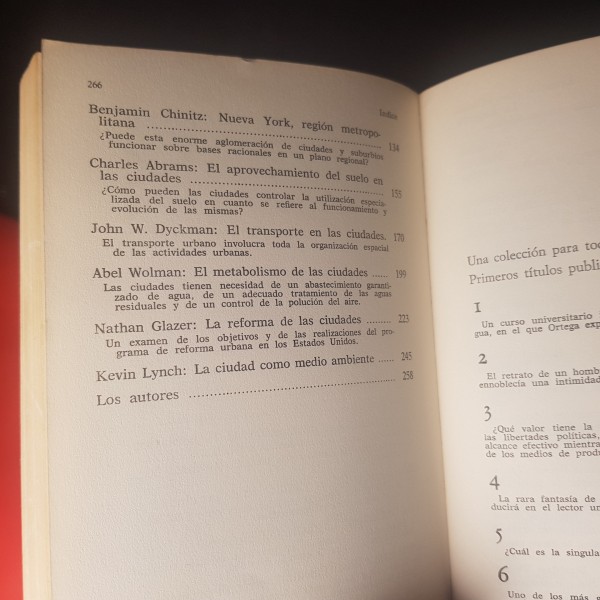 266
Indice
Benjamin Chinitz: Nueva York, región metropo-
litana ........................ 134
¿Puede esta enorme aglomeración de ciudades y suburbios
funcionar sobre bases racionales en un plano regional?
Charles Abrams: El aprovechamiento del suelo en
las ciudades ........................ 155
¿Cómo pueden las ciudades controlar la utilización especia-
lizada del suelo en cuanto se refiere al funcionamiento y
evolución de las mismas?
John W. Dyckman: El transporte en las ciudades. 170
El transporte urbano involucra toda la organización espacial
de las actividades urbanas.
Abel Wolman: El metabolismo de las ciudades ...... 199
Las ciudades tienen necesidad de un abastecimiento garanti-
zado de agua, de un adecuado tratamiento de las aguas
residuales y de un control de la polución del aire.
Nathan Glazer: La reforma de las ciudades ........ 223
Un examen de los objetivos y de las realizaciones del pro-
grama de reforma urbana en los Estados Unidos.
Kevin Lynch: La ciudad como medio ambiente ...... 245
Los autores ........................ 258
Una colección para tod
Primeros títulos publi
1
Un curso universitario
gua, en el que Ortega exp
2
El retrato de un homb
ennoblecía una intimidad
3
¿Qué valor tiene la
las libertades políticas,
alcance efectivo mientra
de los medios de produ
4
La rara fantasía de
ducirá en el lector un
5
¿Cuál es la singula
6
Uno de los más